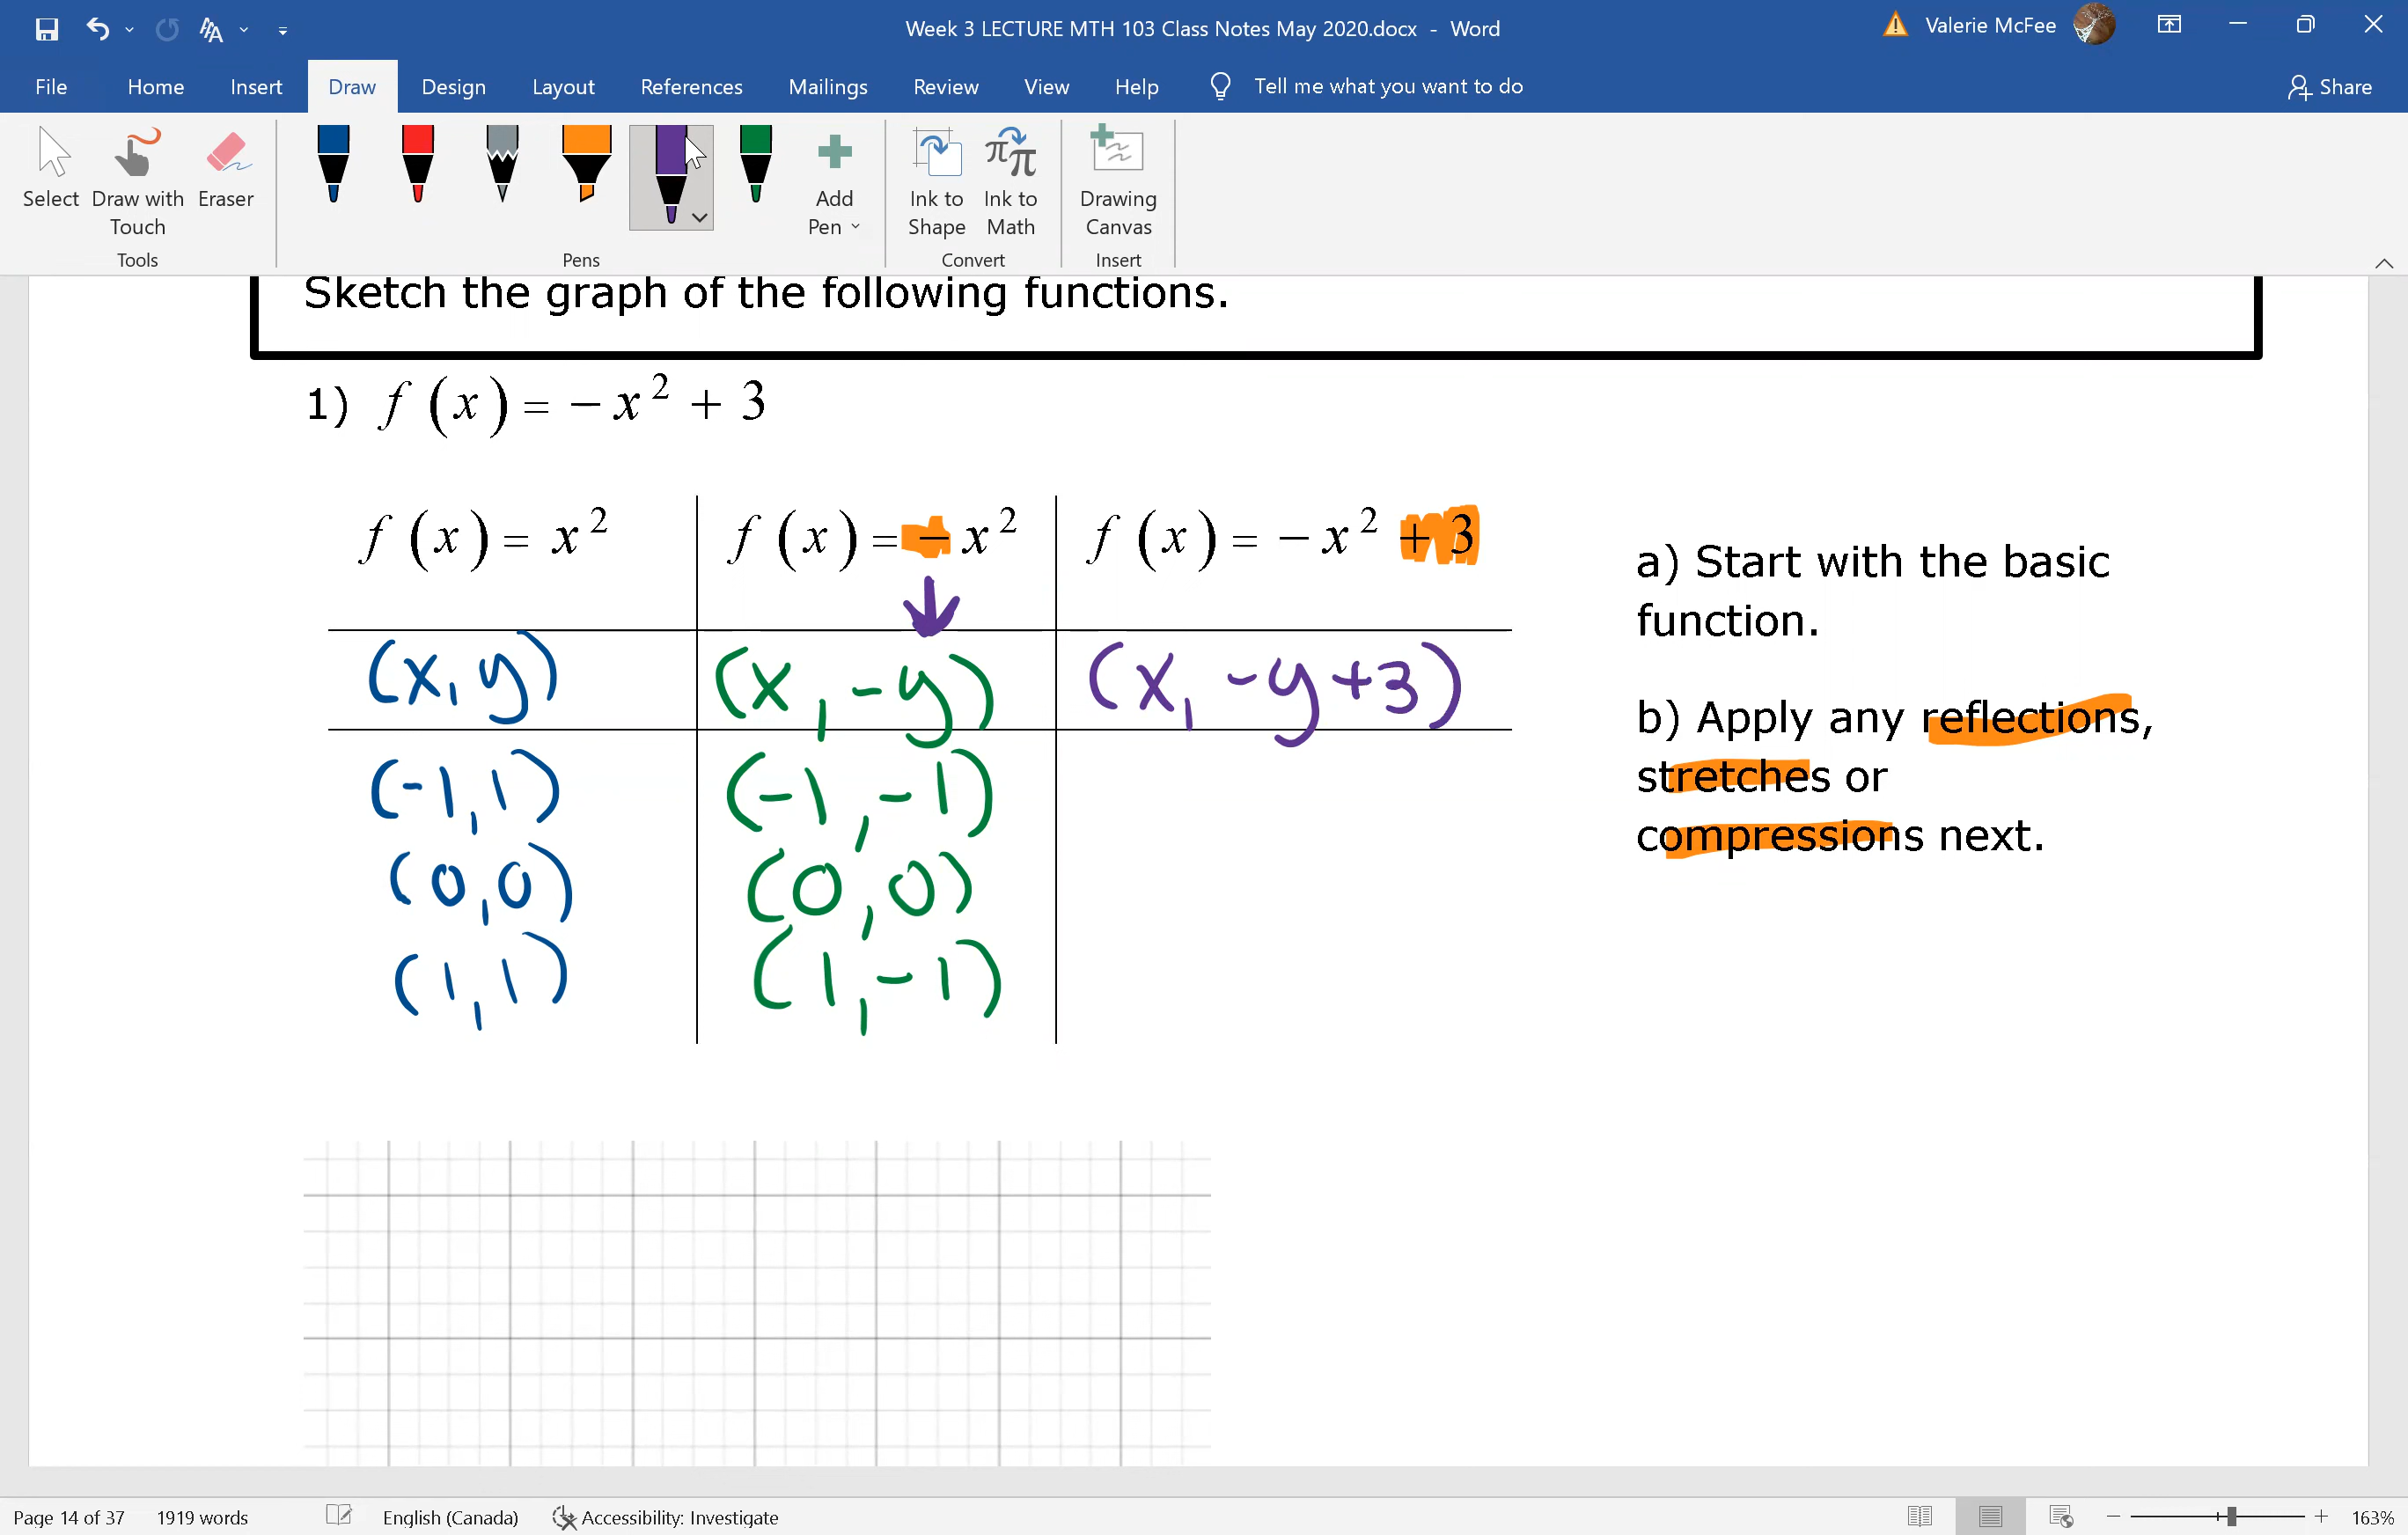 Week 3 LECTURE MTH 103 Class Notes May 2020.docx - Word
Valerie McFee
File Home Insert Draw Design Layout References Mailings Review View Help Tell me what you want to do Share
Select Draw with Touch Eraser Add Pen Ink to Shape Ink to Math Drawing Canvas
Tools Pens Convert Insert
Sketch the graph of the following functions.
1) f(x) = −x² + 3
f(x) = x² f(x) = −x² f(x) = −x² + 3
(x, y) (x, -y) (x, -y+3)
(-1, 1) (-1, -1)
(0, 0) (0, 0)
(1, 1) (1, -1)
a) Start with the basic
function.
b) Apply any reflections,
stretches or
compressions next.
Page 14 of 37 1919 words English (Canada) Accessibility: Investigate 163%